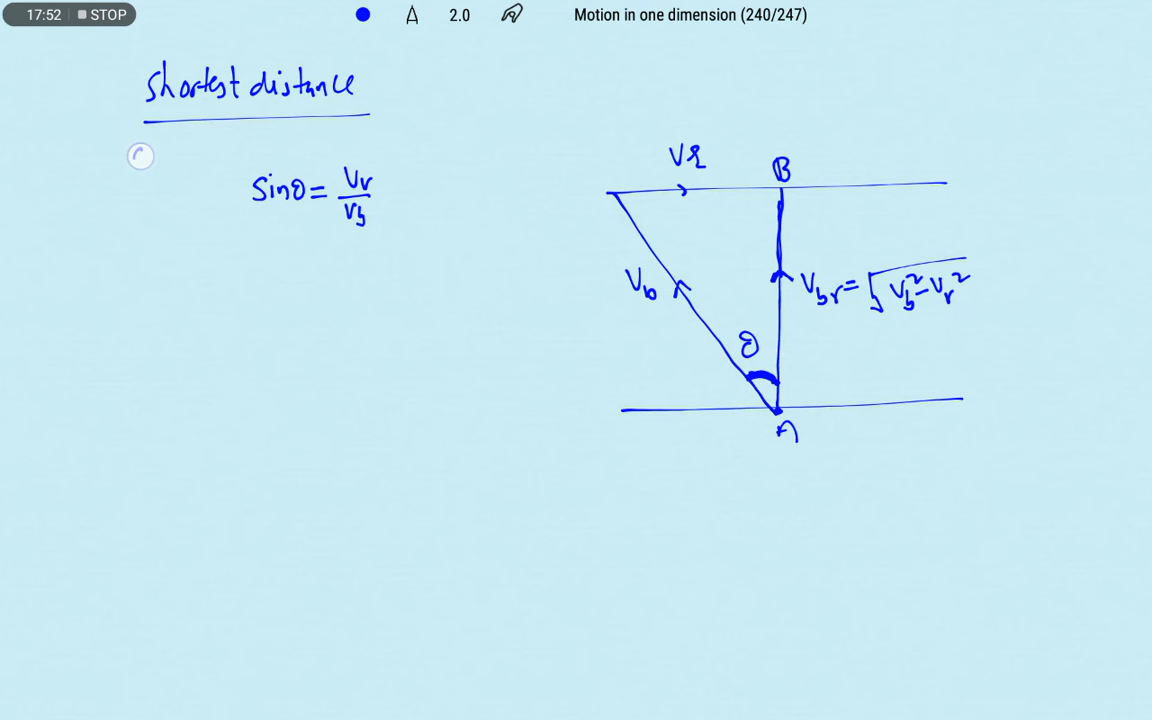 17:52 STOP 2.0 Motion in one dimension (240/247)
shortest distance
Sinθ = Vr/Vb
Vr
B
Vb
Vbr = √Vb²-Vr²
θ
A